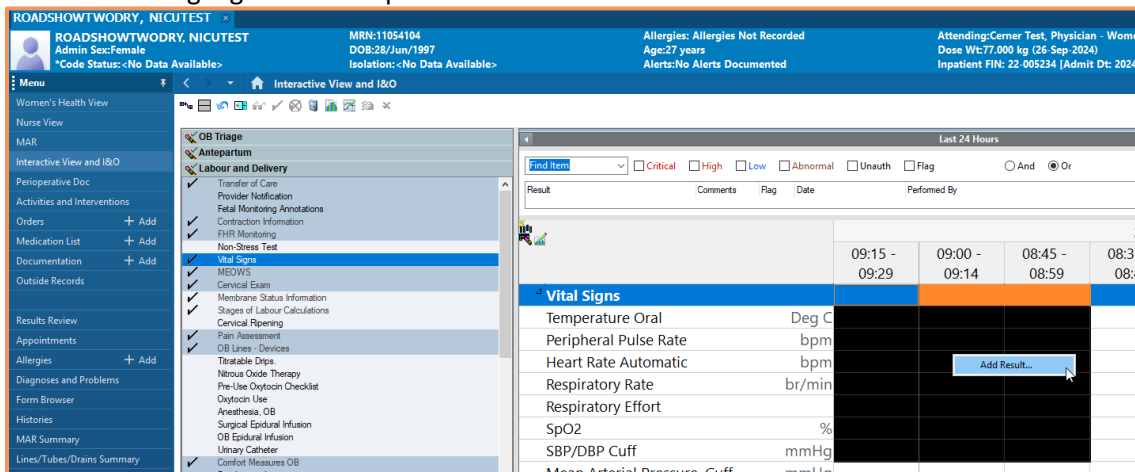 ROADSHOWTWODRY, NICUTEST ×
ROADSHOWTWODRY, NICUTEST
Admin Sex:Female
*Code Status:<No Data Available>
MRN:11054104
DOB:28/Jun/1997
Isolation:<No Data Available>
Allergies: Allergies Not Recorded
Age:27 years
Alerts:No Alerts Documented
Attending:Cerner Test, Physician - Wome
Dose Wt:77.000 kg (26-Sep-2024)
Inpatient FIN: 22-005234 [Admit Dt: 2024
Menu
Interactive View and I&O
Women's Health View
Nurse View
MAR
Interactive View and I&O
Perioperative Doc
Activities and Interventions
Orders + Add
Medication List + Add
Documentation + Add
Outside Records
Results Review
Appointments
Allergies + Add
Diagnoses and Problems
Form Browser
Histories
MAR Summary
Lines/Tubes/Drains Summary
OB Triage
Antepartum
Labour and Delivery
Transfer of Care
Provider Notification
Fetal Monitoring Annotations
Contraction Information
FHR Monitoring
Non-Stress Test
Vital Signs
MEOWS
Cervical Exam
Membrane Status Information
Stages of Labour Calculations
Cervical Ripening
Pain Assessment
OB Lines - Devices
Titratable Drips.
Nitrous Oxide Therapy
Pre-Use Oxytocin Checklist
Oxytocin Use
Anesthesia, OB
Surgical Epidural Infusion
OB Epidural Infusion
Urinary Catheter
Comfort Measures OB
Last 24 Hours
Find Item Critical High Low Abnormal Unauth Flag And Or
Result Comments Flag Date Performed By
09:15 - 09:00 - 08:45 - 08:3
09:29 09:14 08:59 08:4
Vital Signs
Temperature Oral Deg C
Peripheral Pulse Rate bpm
Heart Rate Automatic bpm
Add Result...
Respiratory Rate br/min
Respiratory Effort
SpO2 %
SBP/DBP Cuff mmHg
Mean Arterial Pressure, Cuff mmHg